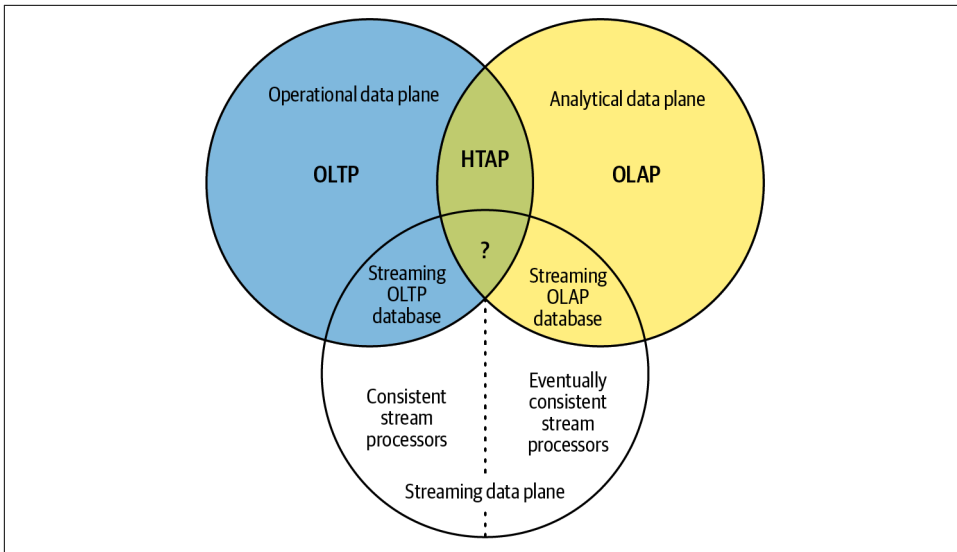 Operational data plane
Analytical data plane
HTAP
OLTP
OLAP
?
Streaming
OLTP
database
Streaming
OLAP
database
Consistent
stream
processors
Eventually
consistent
stream
processors
Streaming data plane